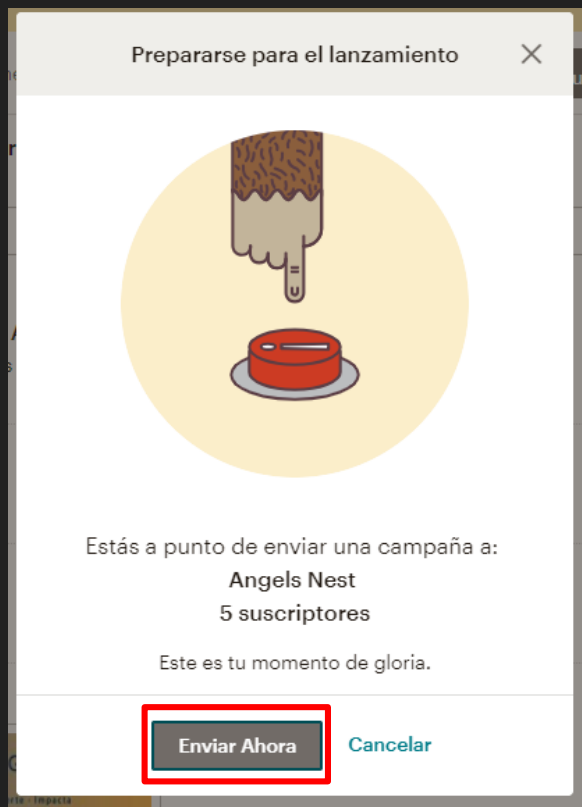 Prepararse para el lanzamiento
Estás a punto de enviar una campaña a:
Angels Nest
5 suscriptores
Este es tu momento de gloria.
Enviar Ahora
Cancelar
Impacta